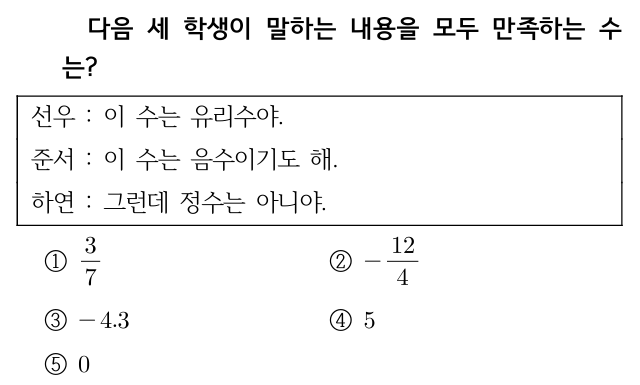 다음 세 학생이 말하는 내용을 모두 만족하는 수
는?
선우 : 이 수는 유리수야.
준서 : 이 수는 음수이기도 해.
하연 : 그런데 정수는 아니야.
① 3/7 ② -12/4
③ -4.3 ④ 5
⑤ 0